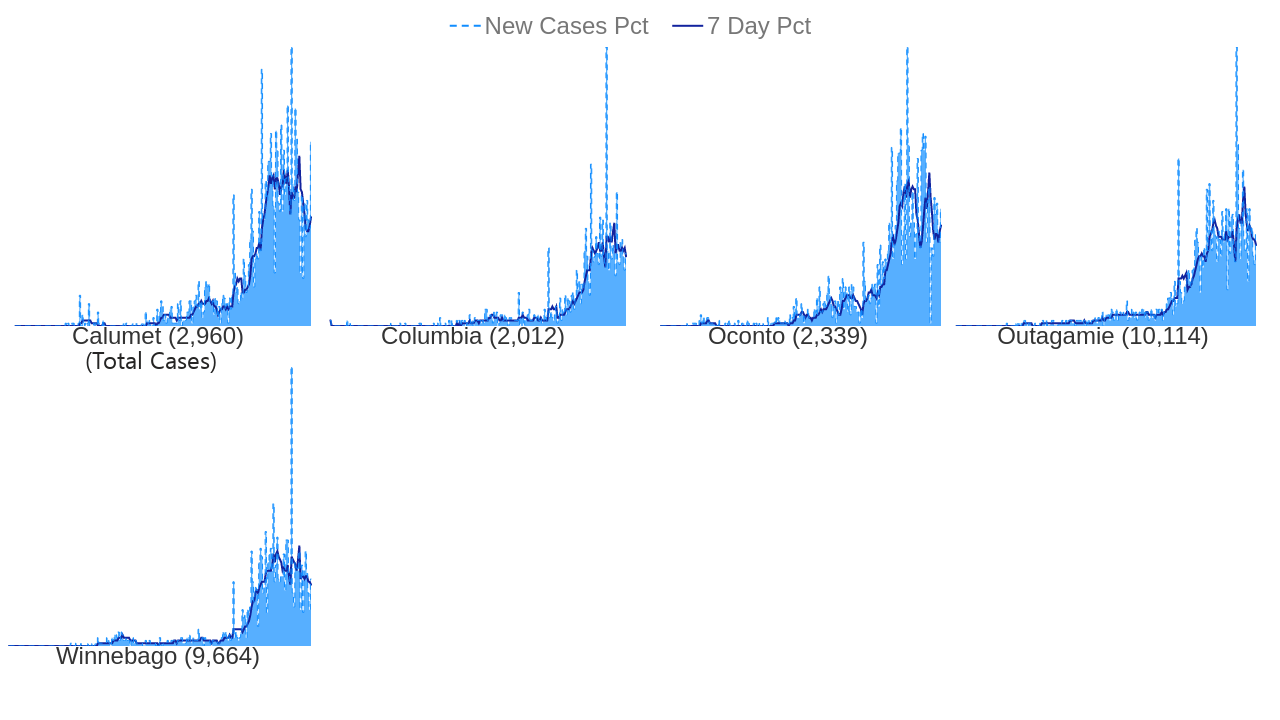 New Cases Pct 7 Day Pct
Calumet (2,960) Columbia (2,012) Oconto (2,339) Outagamie (10,114)
(Total Cases)
Winnebago (9,664)